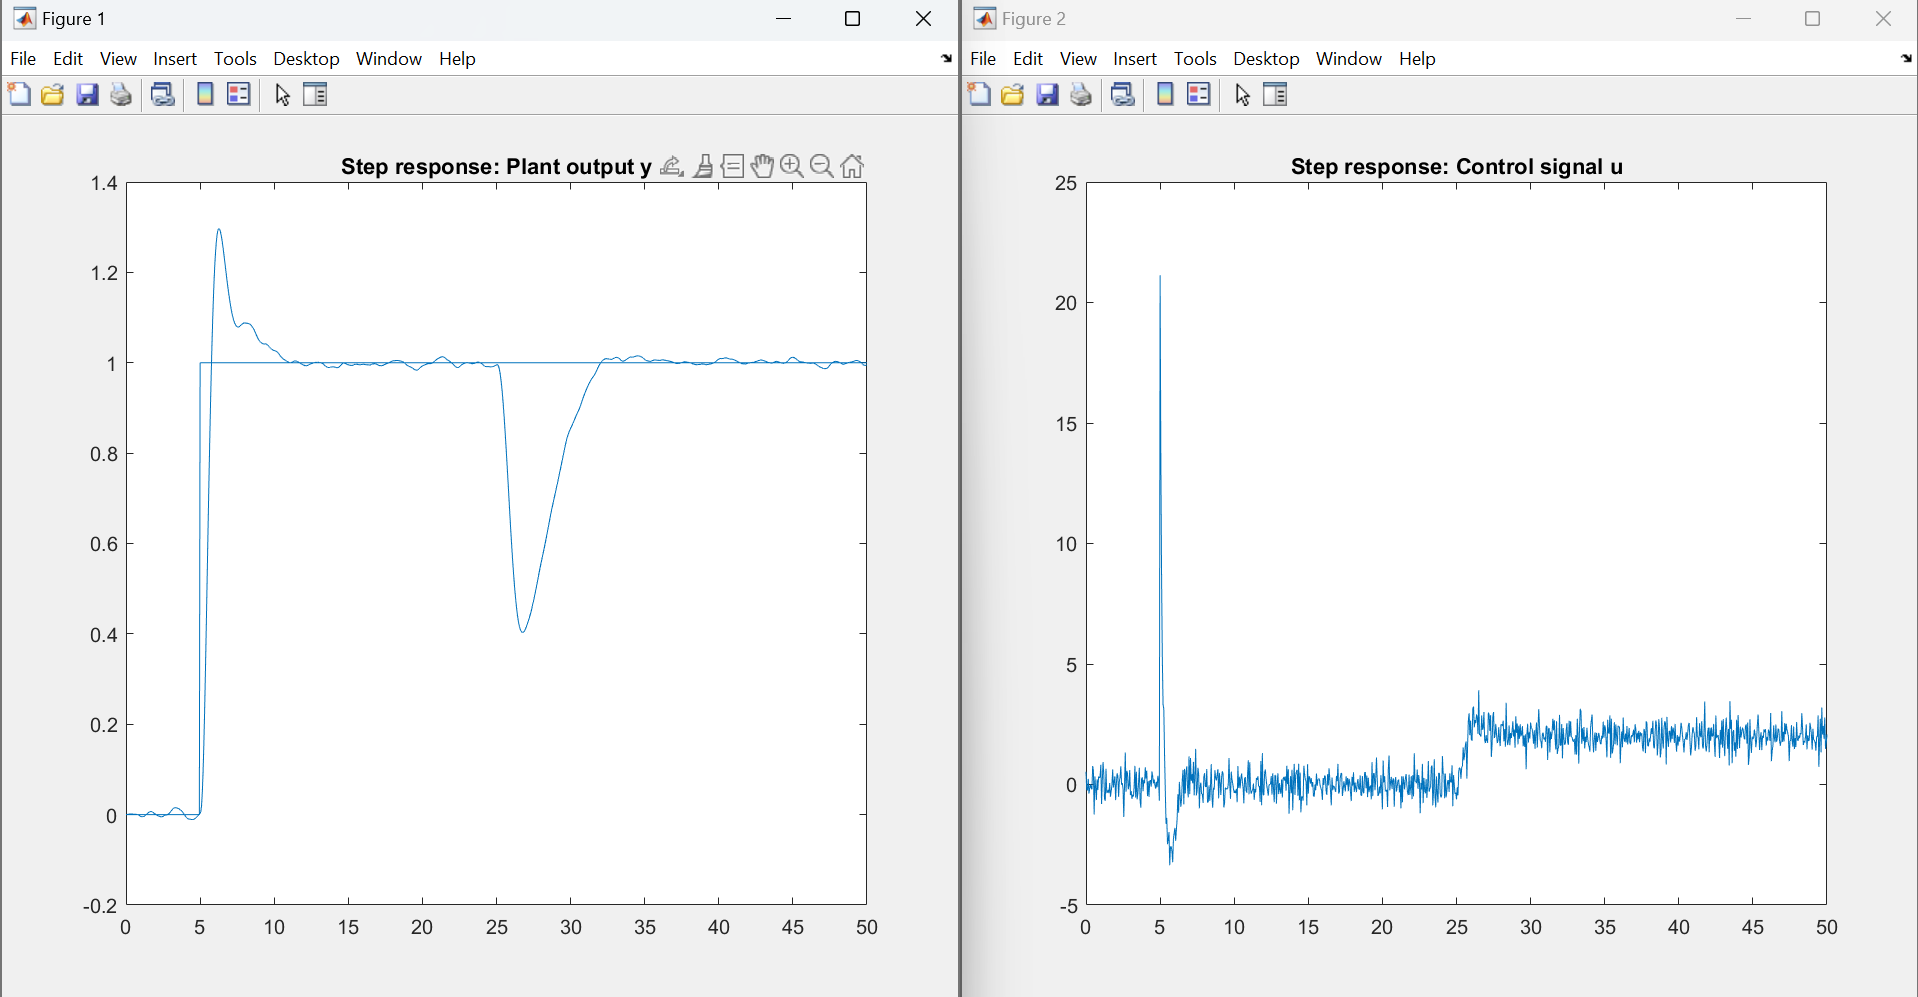 Figure 1
File Edit View Insert Tools Desktop Window Help
Step response: Plant output y
1.4
1.2
1
0.8
0.6
0.4
0.2
0
-0.2
0 5 10 15 20 25 30 35 40 45 50
Figure 2
File Edit View Insert Tools Desktop Window Help
Step response: Control signal u
25
20
15
10
5
0
-5
0 5 10 15 20 25 30 35 40 45 50